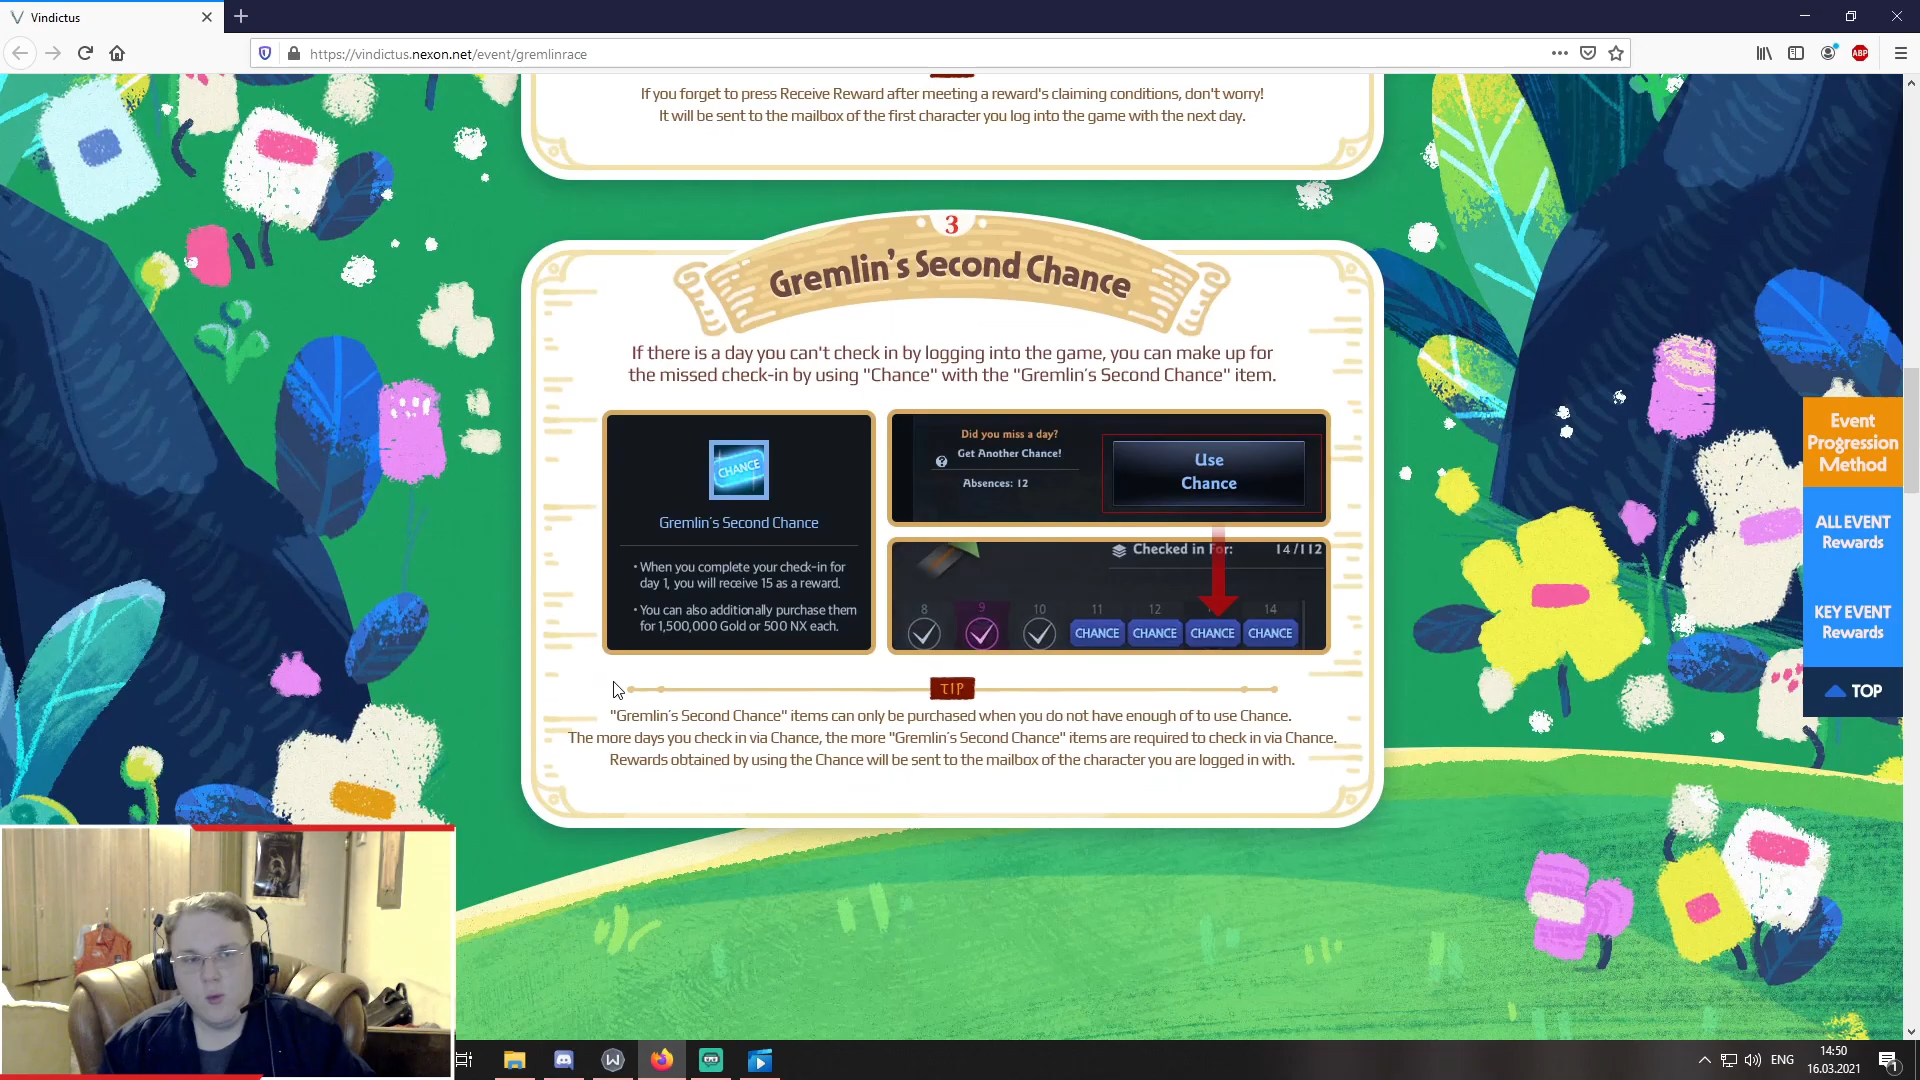 Vindictus
https://vindictus.nexon.net/event/gremlinrace
ABP
If you forget to press Receive Reward after meeting a reward's claiming conditions, don't worry!
It will be sent to the mailbox of the first character you log into the game with the next day.
3
Gremlin's Second Chance
If there is a day you can't check in by logging into the game, you can make up for
the missed check-in by using "Chance" with the "Gremlin's Second Chance" item.
CHANCE
Gremlin's Second Chance
• When you complete your check-in for
day 1, you will receive 15 as a reward.
• You can also additionally purchase them
for 1,500,000 Gold or 500 NX each.
Did you miss a day?
Get Another Chance!
Absences: 12
Use
Chance
Checked in for: 14/112
8 9 10 11 12 14
CHANCE CHANCE CHANCE CHANCE
TIP
"Gremlin's Second Chance" items can only be purchased when you do not have enough of to use Chance.
The more days you check in via Chance, the more "Gremlin's Second Chance" items are required to check in via Chance.
Rewards obtained by using the Chance will be sent to the mailbox of the character you are logged in with.
Event
Progression
Method
ALL EVENT
Rewards
KEY EVENT
Rewards
TOP
ENG
14:50
16.03.2021
1